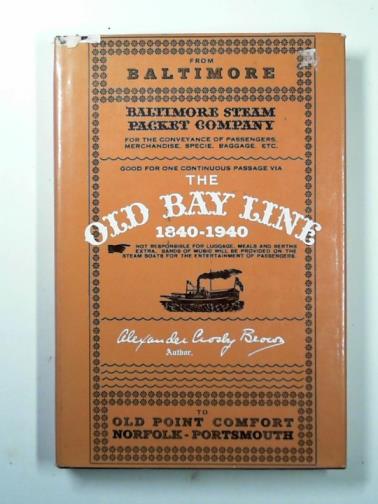 FROM
BALTIMORE
BALTIMORE STEAM
PACKET COMPANY
FOR THE CONVEYANCE OF PASSENGERS,
MERCHANDISE, SPECIE, BAGGAGE, ETC.
GOOD FOR ONE CONTINUOUS PASSAGE VIA
THE
OLD BAY LINE
1840-1940
NOT RESPONSIBLE FOR LUGGAGE, MEALS AND BERTHS
EXTRA, BANDS OF MUSIC WILL BE PROVIDED ON THE
STEAM BOATS FOR THE ENTERTAINMENT OF PASSENGERS.
Alexander Crosby Brown
Author,
TO
OLD POINT COMFORT
NORFOLK - PORTSMOUTH